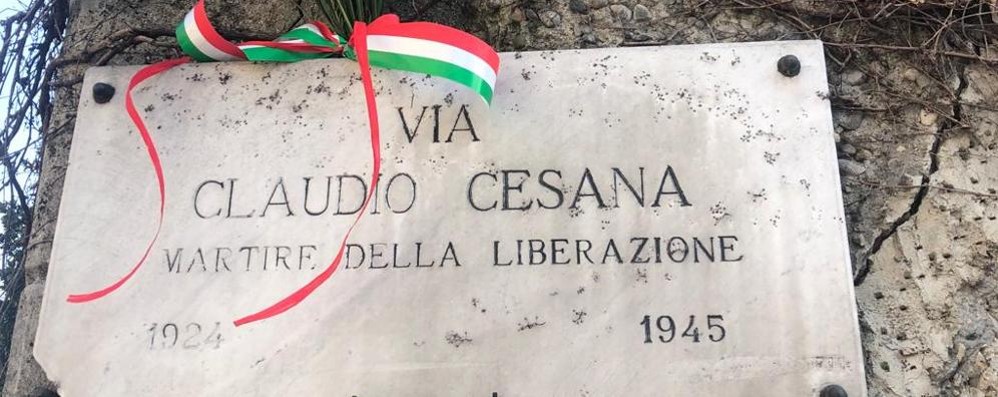 VIA
CLAUDIO CESANA
MARTIRE DELLA LIBERAZIONE
1924 1945